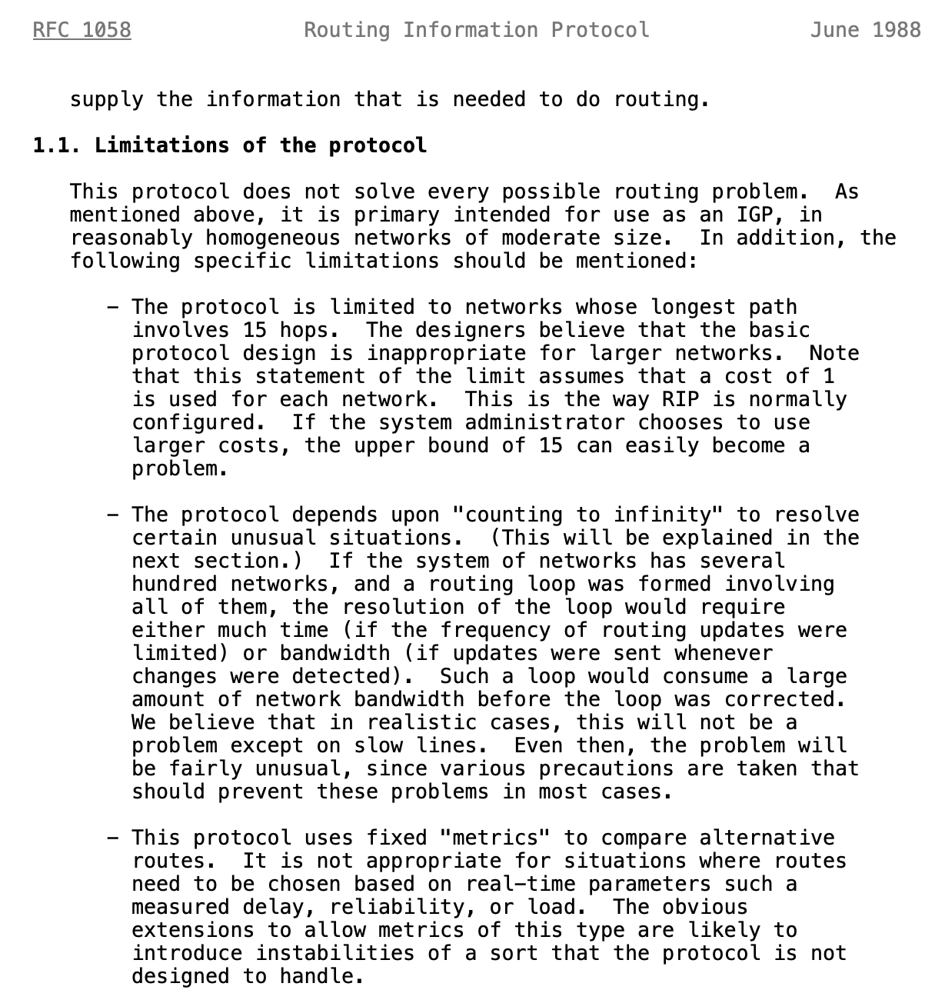 RFC 1058 Routing Information Protocol June 1988
supply the information that is needed to do routing.
1.1. Limitations of the protocol
This protocol does not solve every possible routing problem. As
mentioned above, it is primary intended for use as an IGP, in
reasonably homogeneous networks of moderate size. In addition, the
following specific limitations should be mentioned:
- The protocol is limited to networks whose longest path
involves 15 hops. The designers believe that the basic
protocol design is inappropriate for larger networks. Note
that this statement of the limit assumes that a cost of 1
is used for each network. This is the way RIP is normally
configured. If the system administrator chooses to use
larger costs, the upper bound of 15 can easily become a
problem.
- The protocol depends upon "counting to infinity" to resolve
certain unusual situations. (This will be explained in the
next section.) If the system of networks has several
hundred networks, and a routing loop was formed involving
all of them, the resolution of the loop would require
either much time (if the frequency of routing updates were
limited) or bandwidth (if updates were sent whenever
changes were detected). Such a loop would consume a large
amount of network bandwidth before the loop was corrected.
We believe that in realistic cases, this will not be a
problem except on slow lines. Even then, the problem will
be fairly unusual, since various precautions are taken that
should prevent these problems in most cases.
- This protocol uses fixed "metrics" to compare alternative
routes. It is not appropriate for situations where routes
need to be chosen based on real-time parameters such a
measured delay, reliability, or load. The obvious
extensions to allow metrics of this type are likely to
introduce instabilities of a sort that the protocol is not
designed to handle.